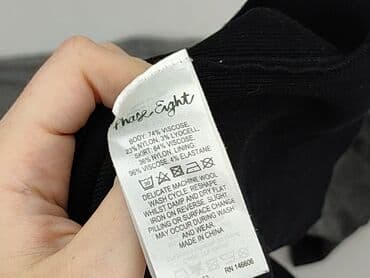 Phase Eight
BODY: 74% VISCOSE,
23% NYLON, 3% LYOCELL,
SKIRT: 64% VISCOSE,
36% NYLON, LINING:
96% VISCOSE 4% ELASTANE
DELICATE MACHINE WOOL
WASH CYCLE. RESHAPE
WHILST DAMP AND DRY FLAT
IRON ON REVERSE. SLIGHT
PILLING OR SURFACE CHANGE
MAY OCCUR DURING WASH
AND WEAR.
MADE IN CHINA
RN 146606